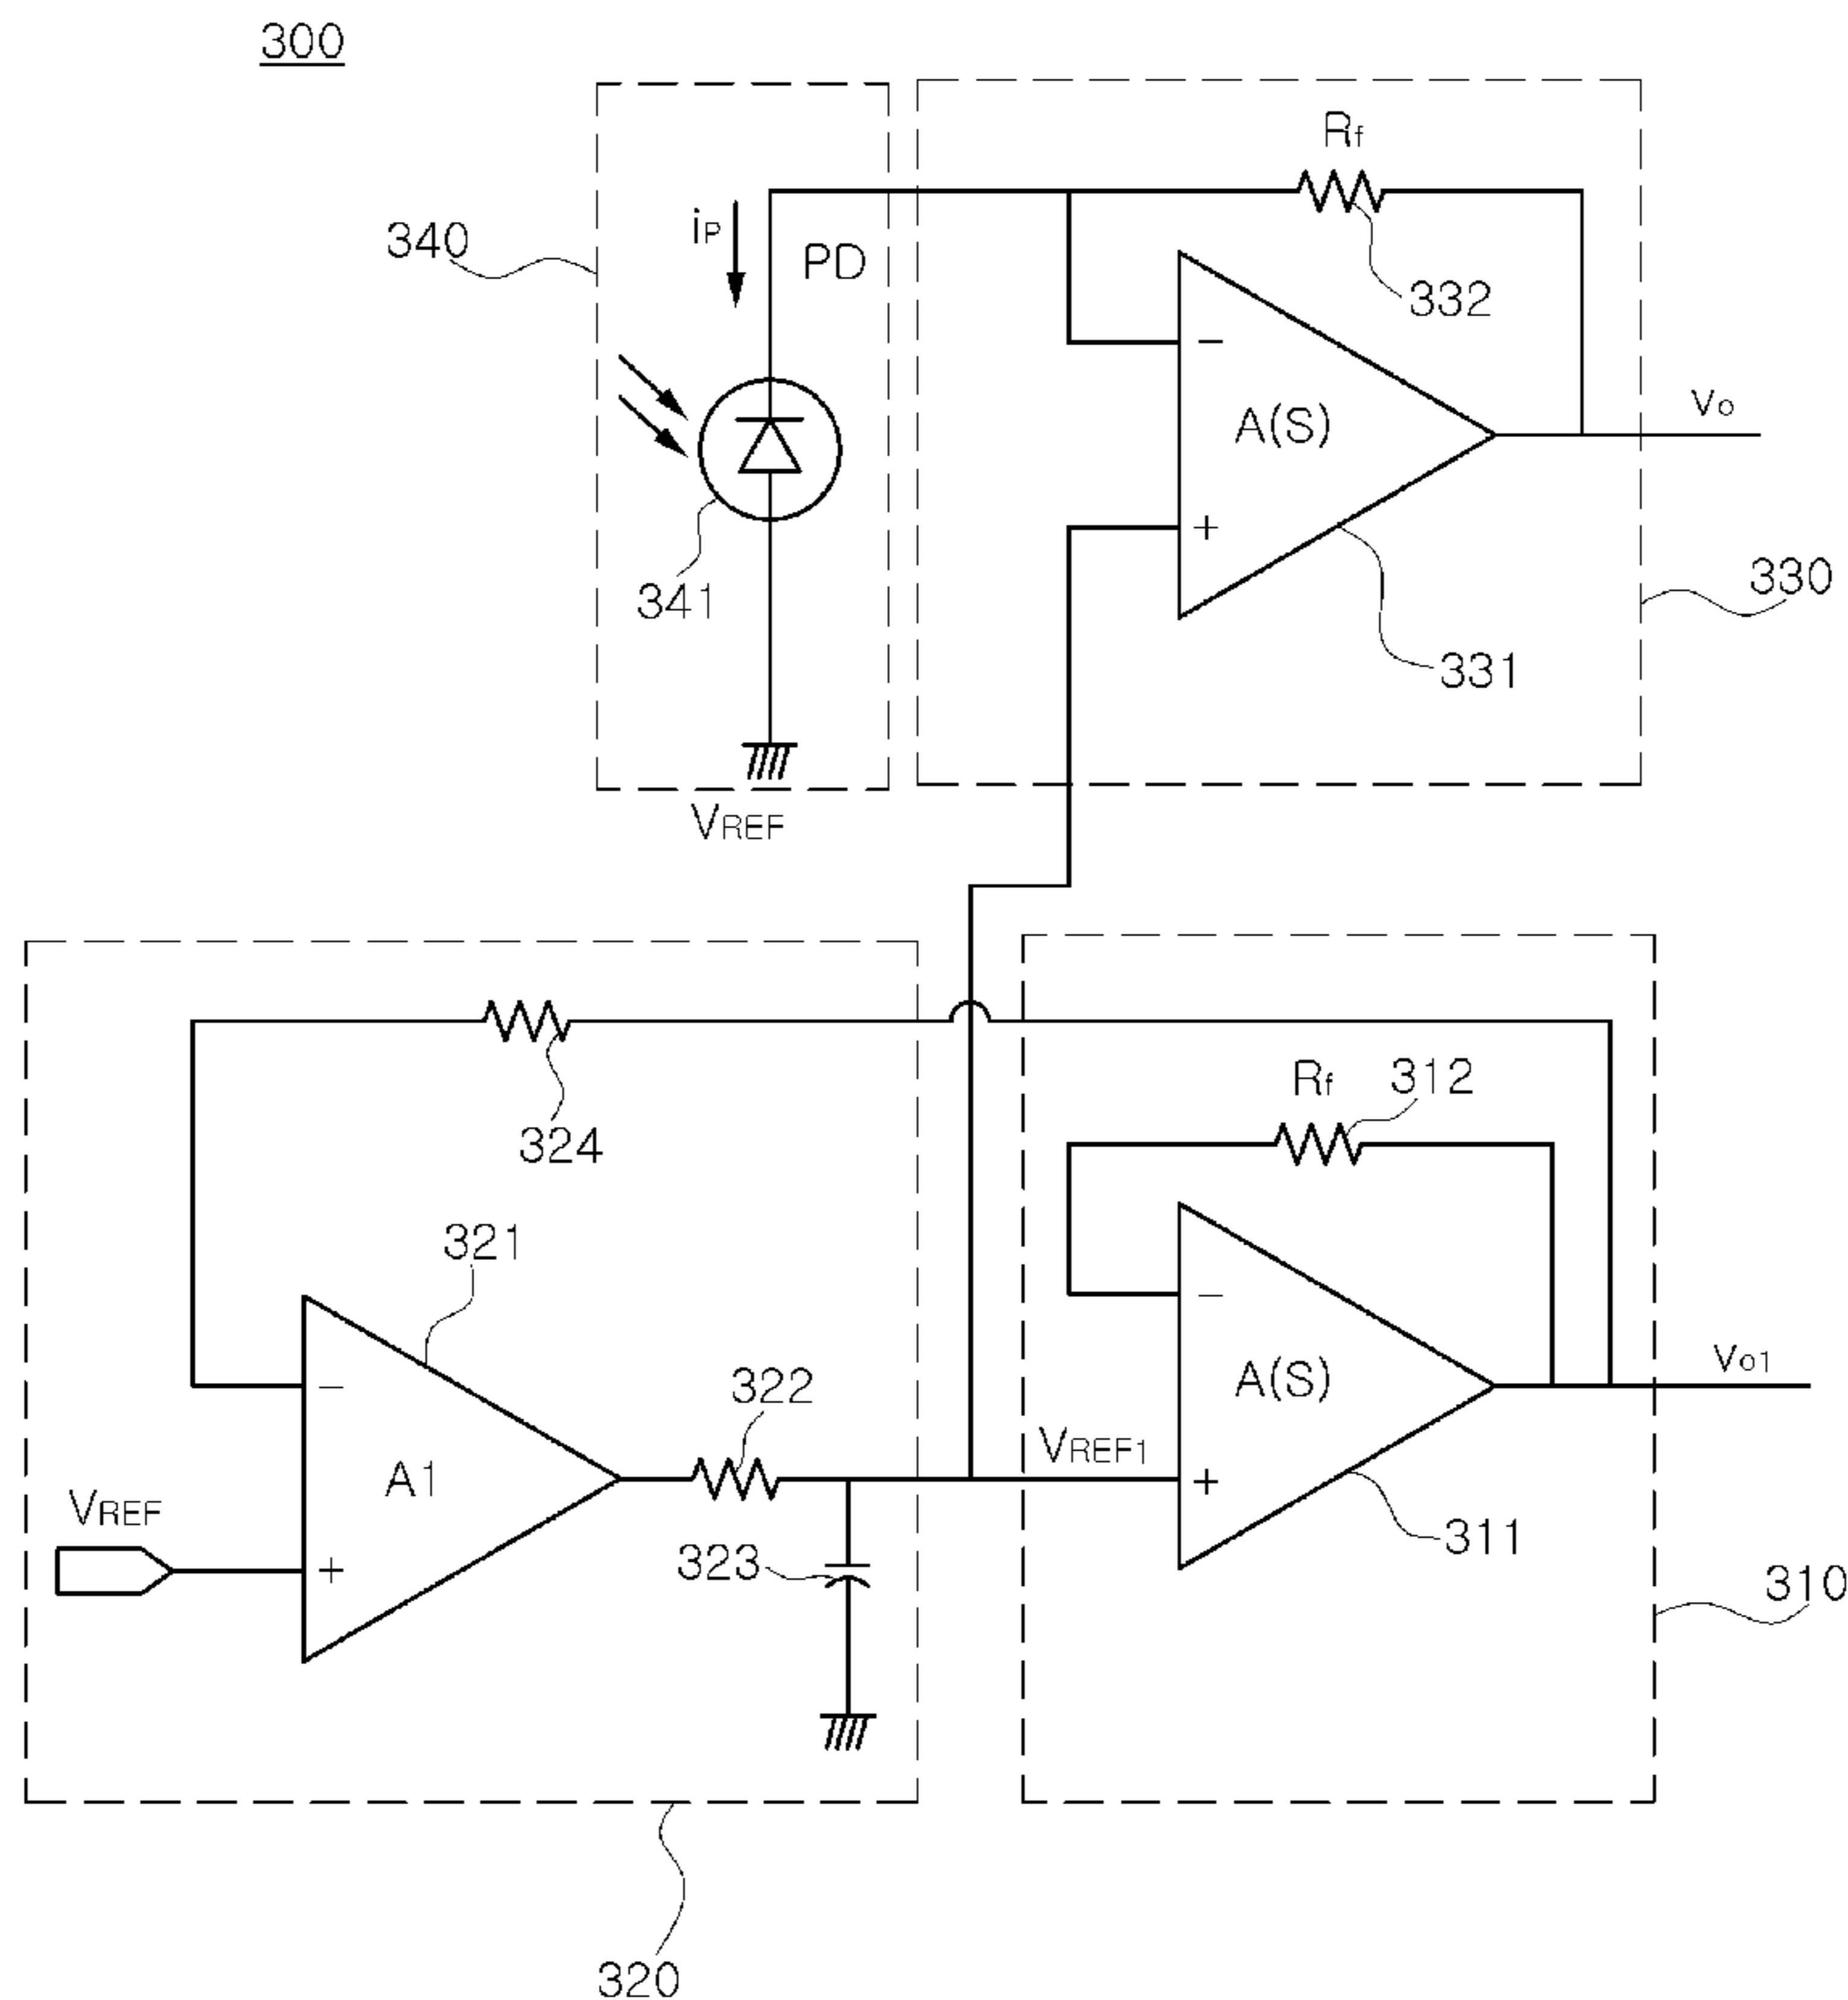 300
Rf
340
iP
PD
332
−
A(S)
Vo
+
341
330
331
VREF
324
Rf
312
321
−
322
A(S)
Vo1
−
A1
VREF1
VREF
+
+
323
311
310
320